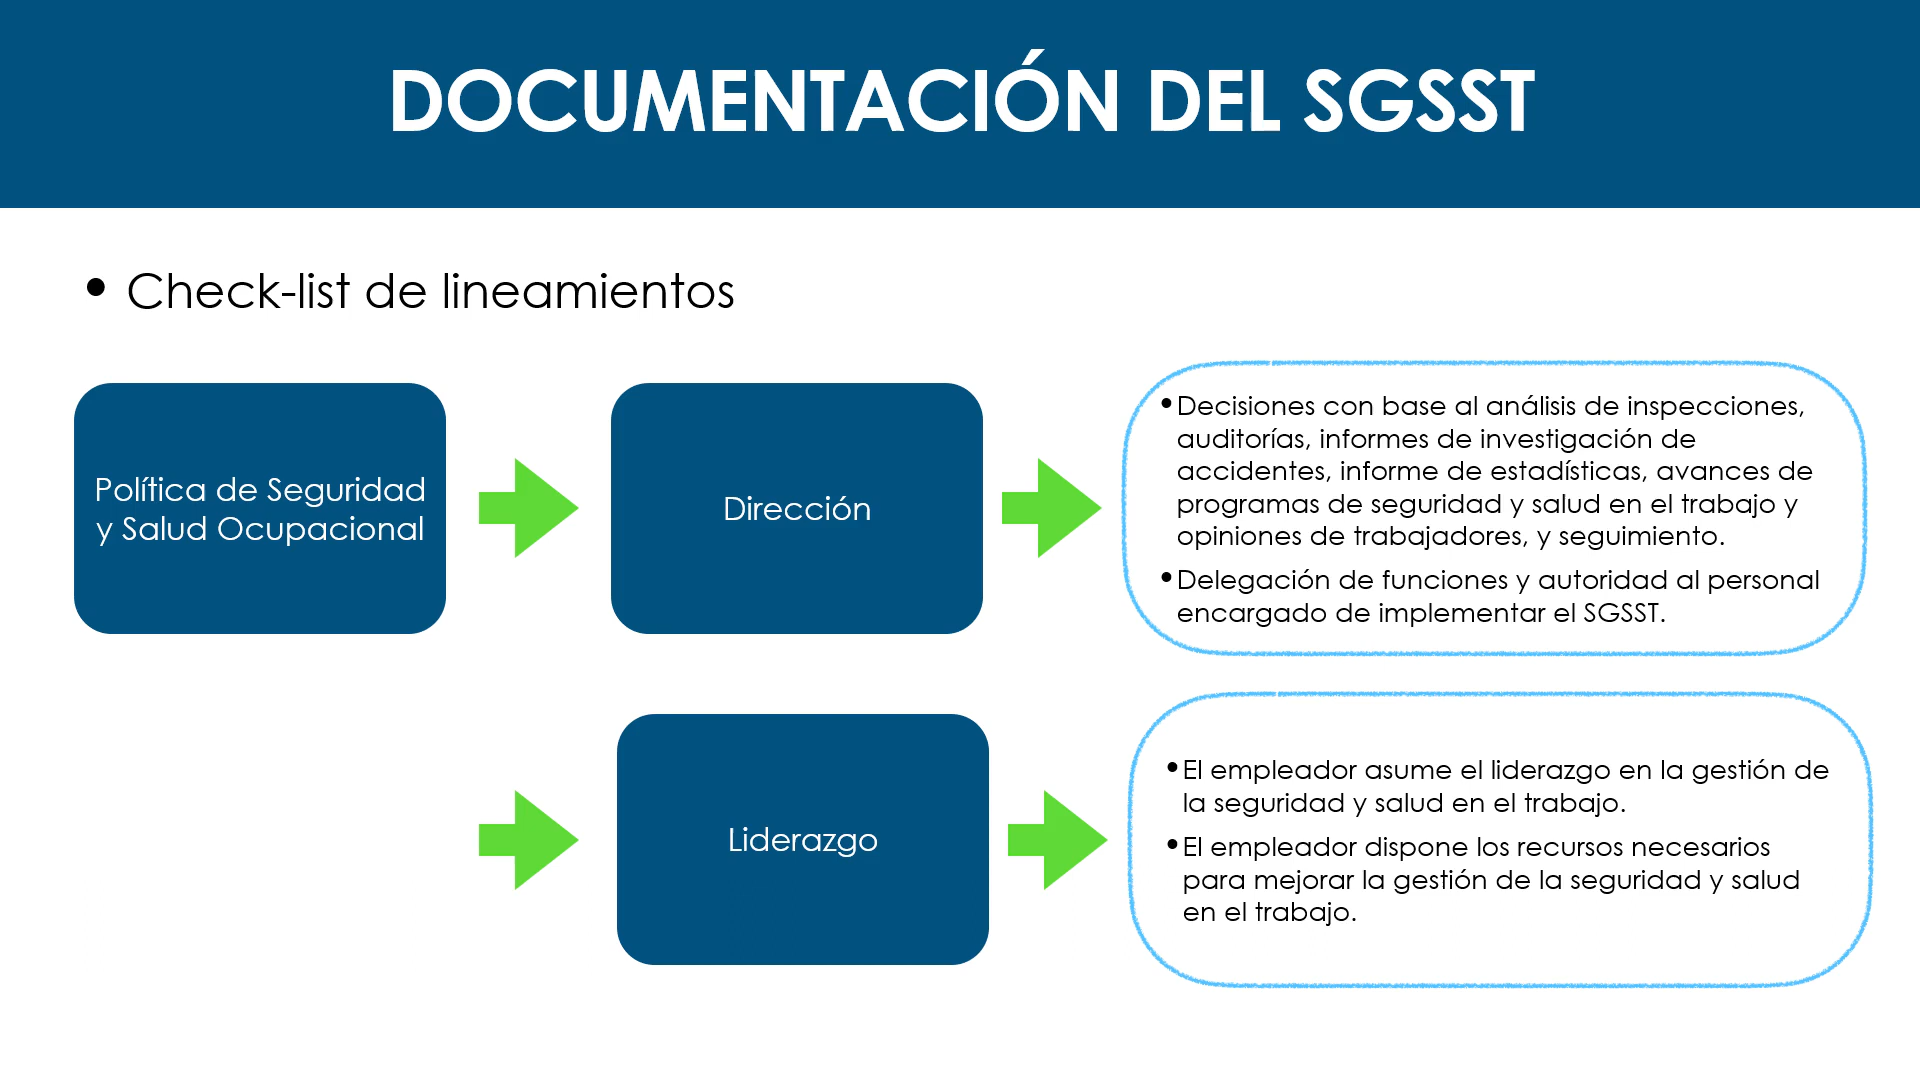 DOCUMENTACIÓN DEL SGSST
• Check-list de lineamientos
Política de Seguridad
y Salud Ocupacional
Dirección
• Decisiones con base al análisis de inspecciones,
auditorías, informes de investigación de
accidentes, informe de estadísticas, avances de
programas de seguridad y salud en el trabajo y
opiniones de trabajadores, y seguimiento.
• Delegación de funciones y autoridad al personal
encargado de implementar el SGSST.
Liderazgo
• El empleador asume el liderazgo en la gestión de
la seguridad y salud en el trabajo.
• El empleador dispone los recursos necesarios
para mejorar la gestión de la seguridad y salud
en el trabajo.